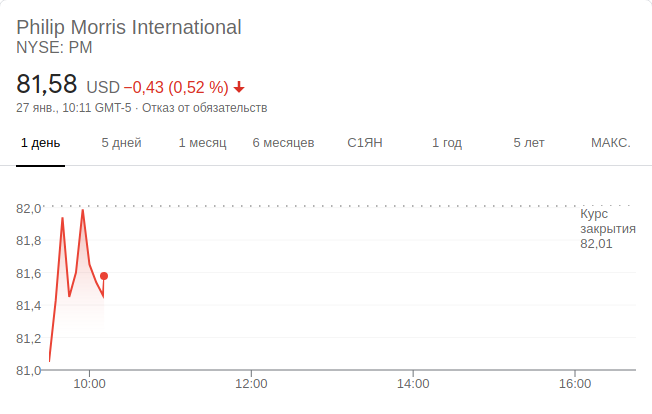 Philip Morris International
NYSE: PM
81,58 USD −0,43 (0,52 %)
27 янв., 10:11 GMT-5 · Отказ от обязательств
1 день 5 дней 1 месяц 6 месяцев С1ЯН 1 год 5 лет МАКС.
82,0
Курс
закрытия
82,01
81,8
81,6
81,4
81,2
81,0
10:00 12:00 14:00 16:00